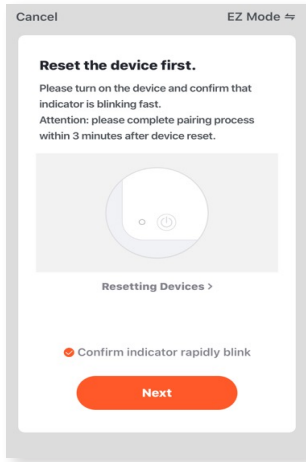 Cancel
EZ Mode ⇋
Reset the device first.
Please turn on the device and confirm that
indicator is blinking fast.
Attention: please complete pairing process
within 3 minutes after device reset.
Resetting Devices >
Confirm indicator rapidly blink
Next